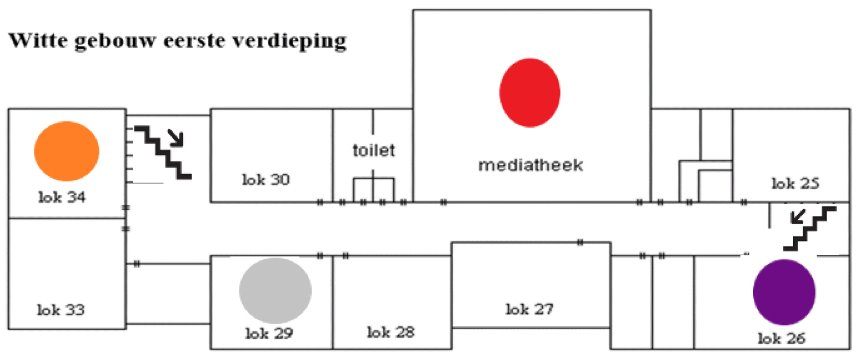 Witte gebouw eerste verdieping
toilet
mediatheek
lok 34
lok 30
lok 25
lok 33
lok 29
lok 28
lok 27
lok 26